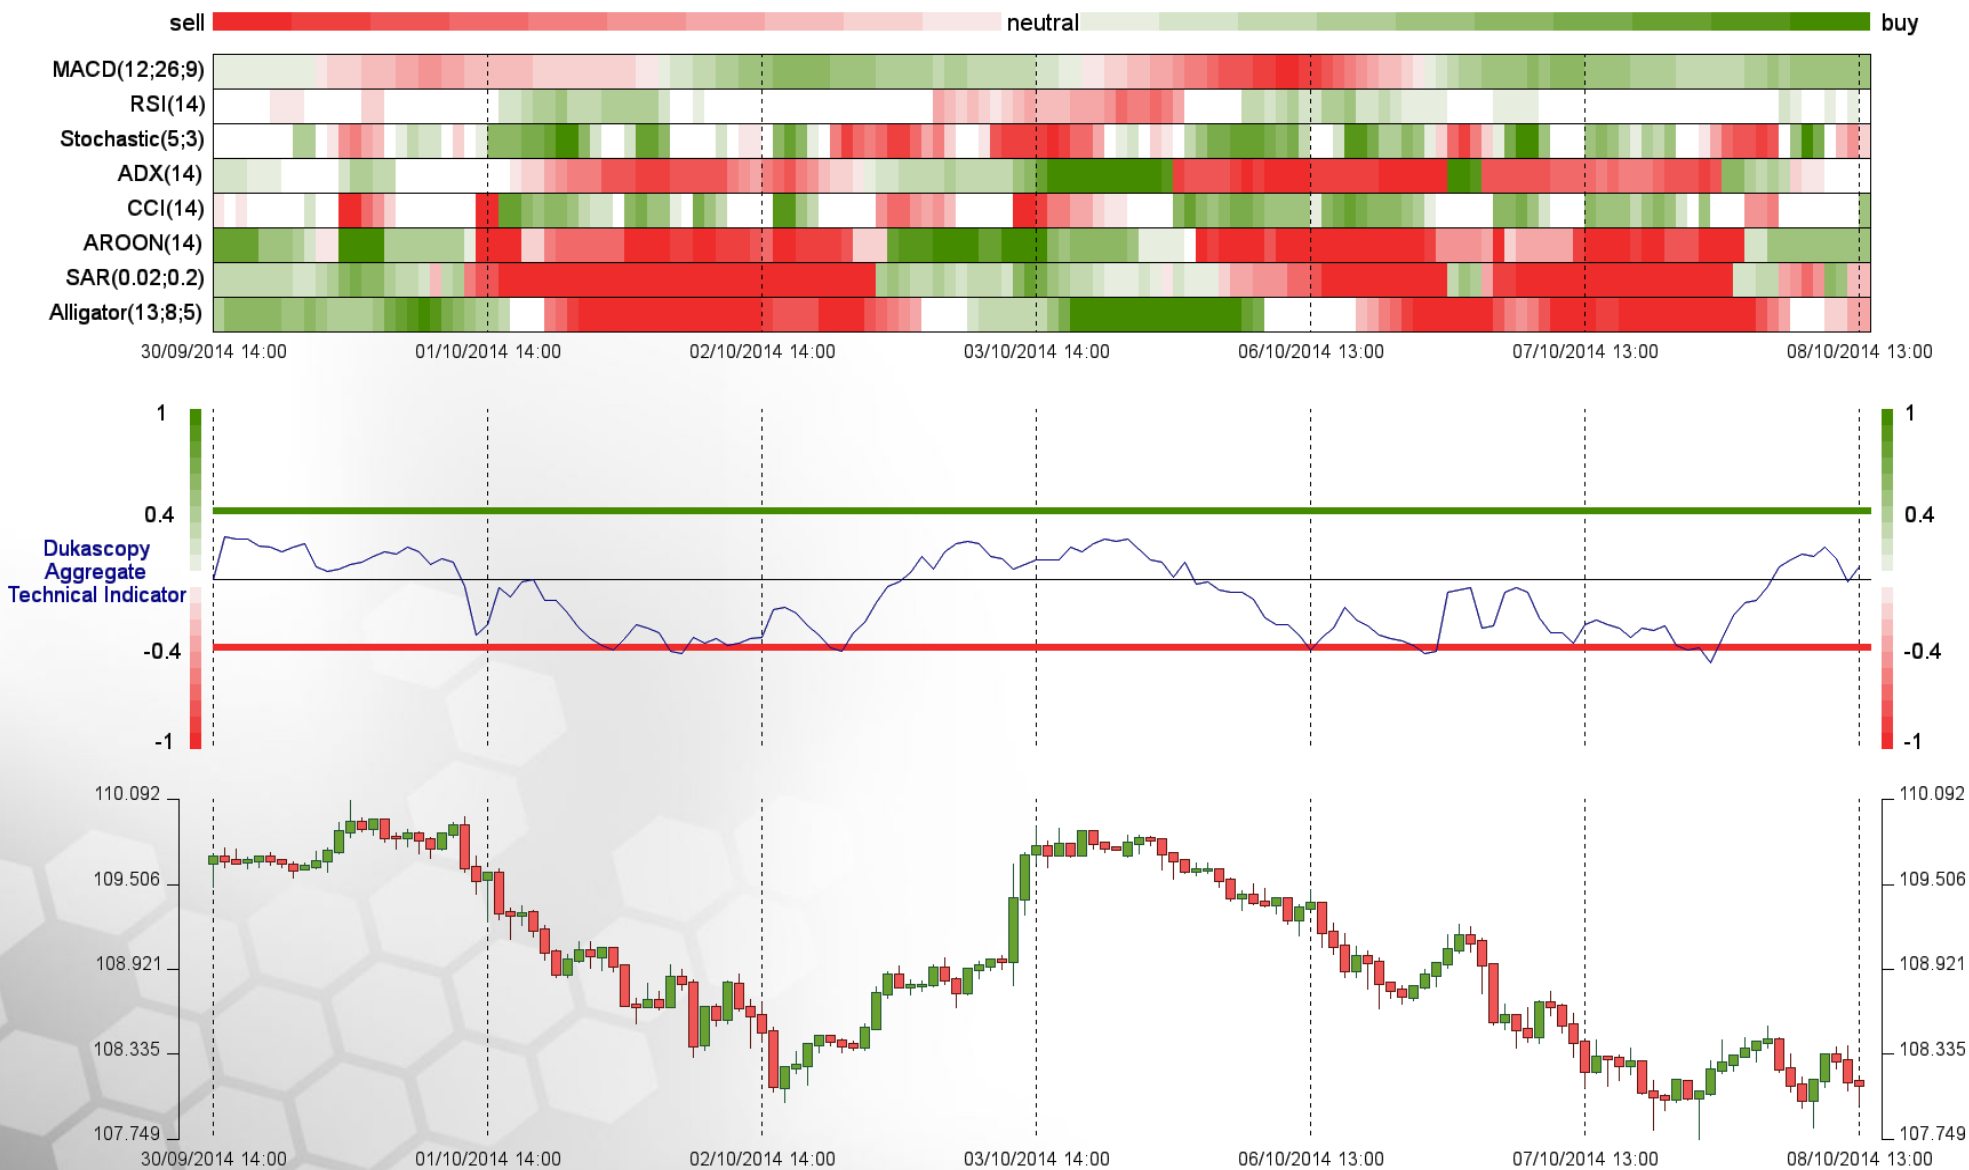 sell neutral buy
MACD(12;26;9)
RSI(14)
Stochastic(5;3)
ADX(14)
CCI(14)
AROON(14)
SAR(0.02;0.2)
Alligator(13;8;5)
30/09/2014 14:00 01/10/2014 14:00 02/10/2014 14:00 03/10/2014 14:00 06/10/2014 13:00 07/10/2014 13:00 08/10/2014 13:00
1 1
0.4 0.4
Dukascopy
Aggregate
Technical Indicator
-0.4 -0.4
-1 -1
110.092 110.092
109.506 109.506
108.921 108.921
108.335 108.335
107.749 107.749
30/09/2014 14:00 01/10/2014 14:00 02/10/2014 14:00 03/10/2014 14:00 06/10/2014 13:00 07/10/2014 13:00 08/10/2014 13:00